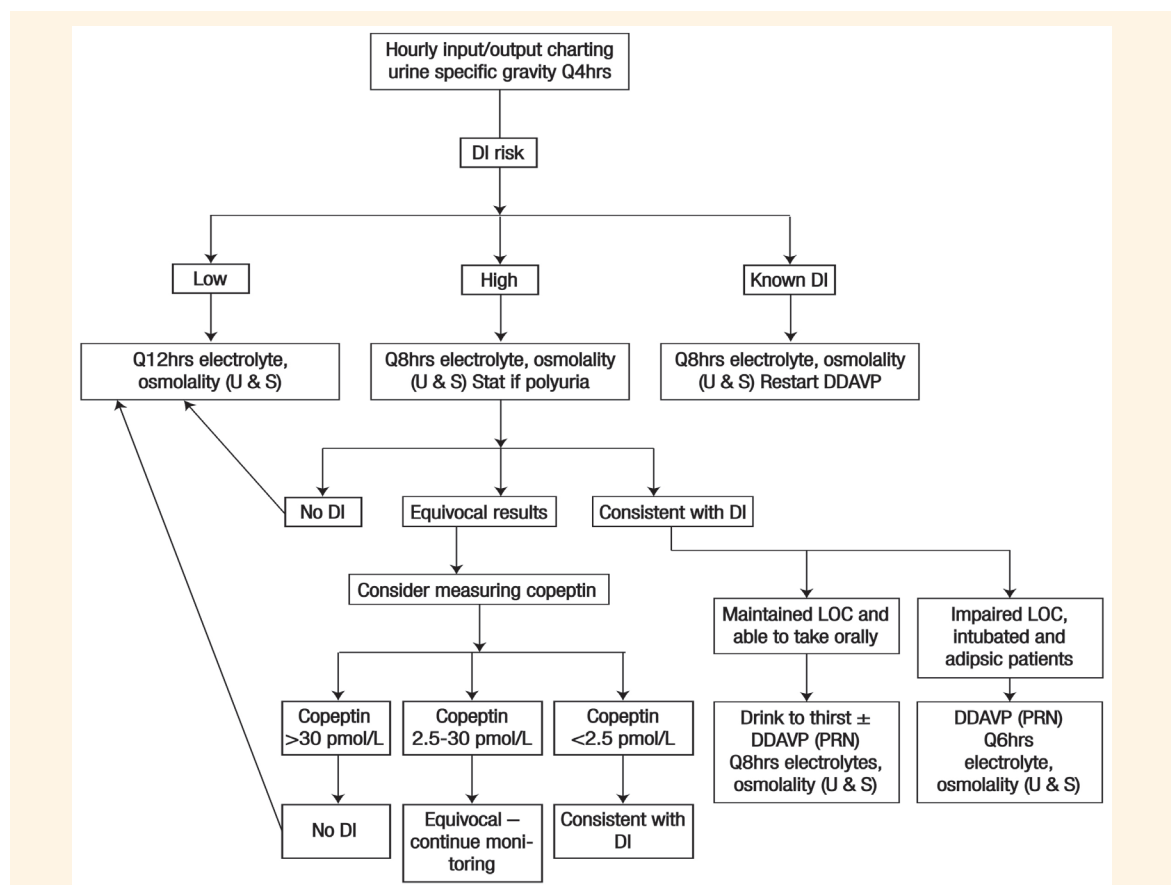 Hourly input/output charting
urine specific gravity Q4hrs
DI risk
Low
High
Known DI
Q12hrs electrolyte,
osmolality (U & S)
Q8hrs electrolyte, osmolality
(U & S) Stat if polyuria
Q8hrs electrolyte, osmolality
(U & S) Restart DDAVP
No DI
Equivocal results
Consistent with DI
Consider measuring copeptin
Maintained LOC and
able to take orally
Impaired LOC,
intubated and
adipsic patients
Copeptin
>30 pmol/L
Copeptin
2.5-30 pmol/L
Copeptin
<2.5 pmol/L
Drink to thirst ±
DDAVP (PRN)
Q8hrs electrolytes,
osmolality (U & S)
DDAVP (PRN)
Q6hrs
electrolyte,
osmolality (U & S)
No DI
Equivocal –
continue moni-
toring
Consistent with
DI